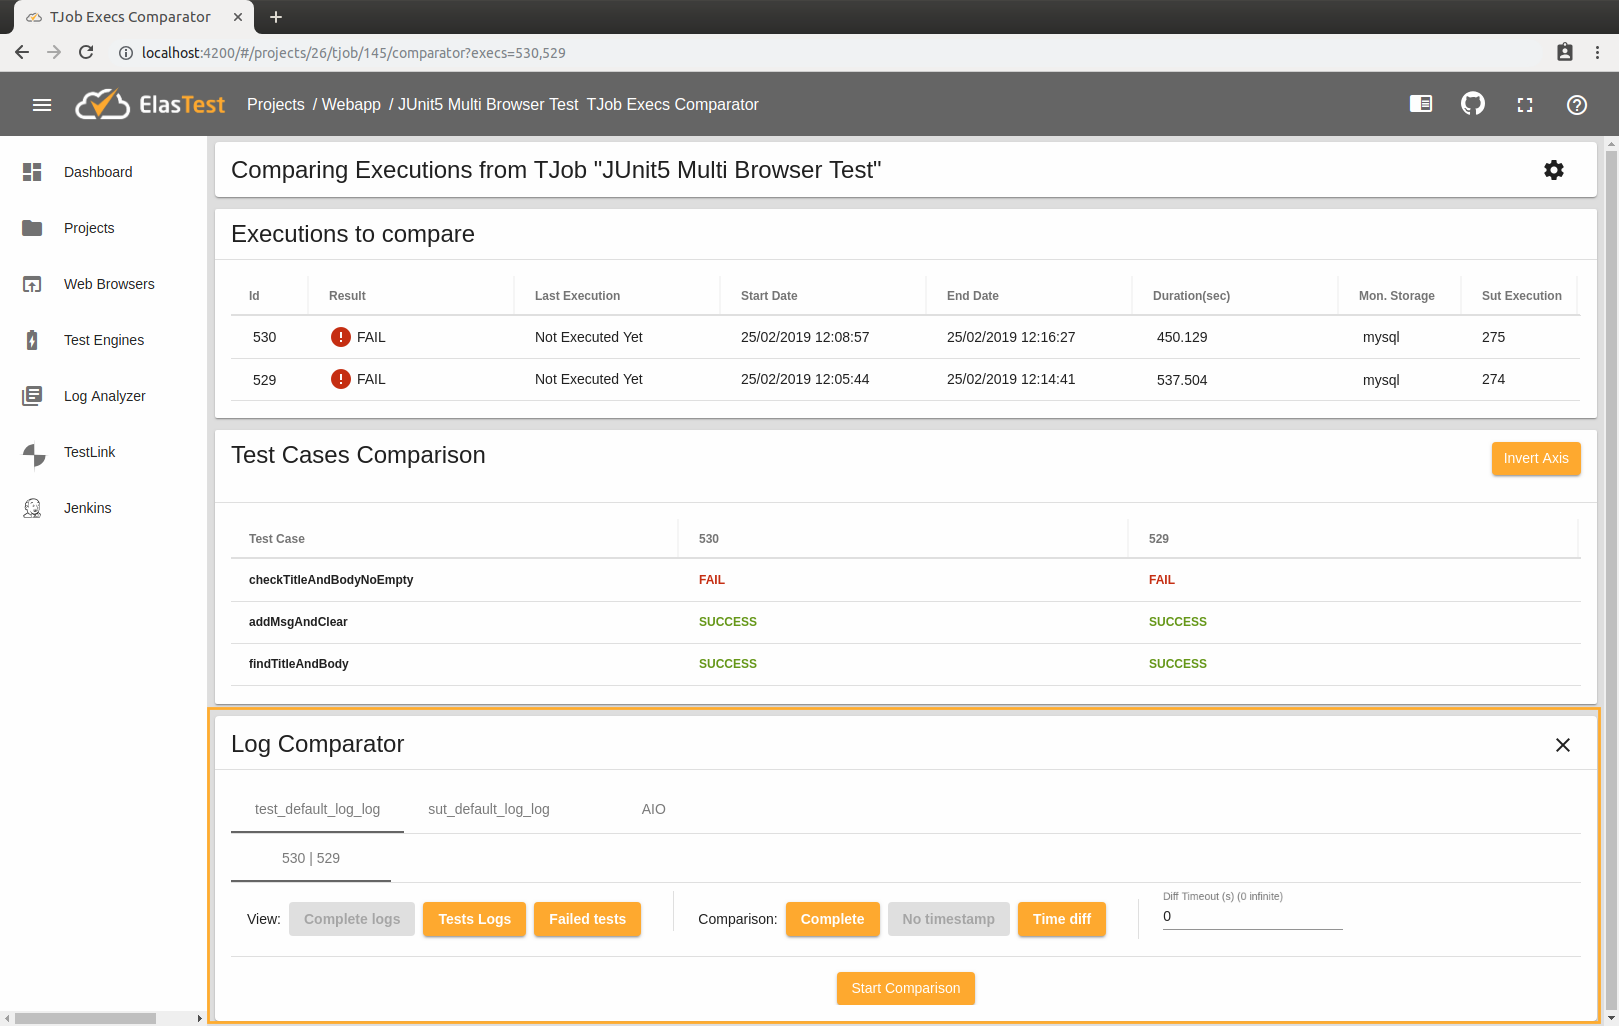 TJob Execs Comparator
localhost:4200/#/projects/26/tjob/145/comparator?execs=530,529
ElasTest Projects / Webapp / JUnit5 Multi Browser Test TJob Execs Comparator
Dashboard
Projects
Web Browsers
Test Engines
Log Analyzer
TestLink
Jenkins
Comparing Executions from TJob "JUnit5 Multi Browser Test"
Executions to compare
Id Result Last Execution Start Date End Date Duration(sec) Mon. Storage Sut Execution
530 FAIL Not Executed Yet 25/02/2019 12:08:57 25/02/2019 12:16:27 450.129 mysql 275
529 FAIL Not Executed Yet 25/02/2019 12:05:44 25/02/2019 12:14:41 537.504 mysql 274
Test Cases Comparison Invert Axis
Test Case 530 529
checkTitleAndBodyNoEmpty FAIL FAIL
addMsgAndClear SUCCESS SUCCESS
findTitleAndBody SUCCESS SUCCESS
Log Comparator
test_default_log_log sut_default_log_log AIO
530 | 529
Diff Timeout (s) (0 infinite)
View: Complete logs Tests Logs Failed tests Comparison: Complete No timestamp Time diff 0
Start Comparison